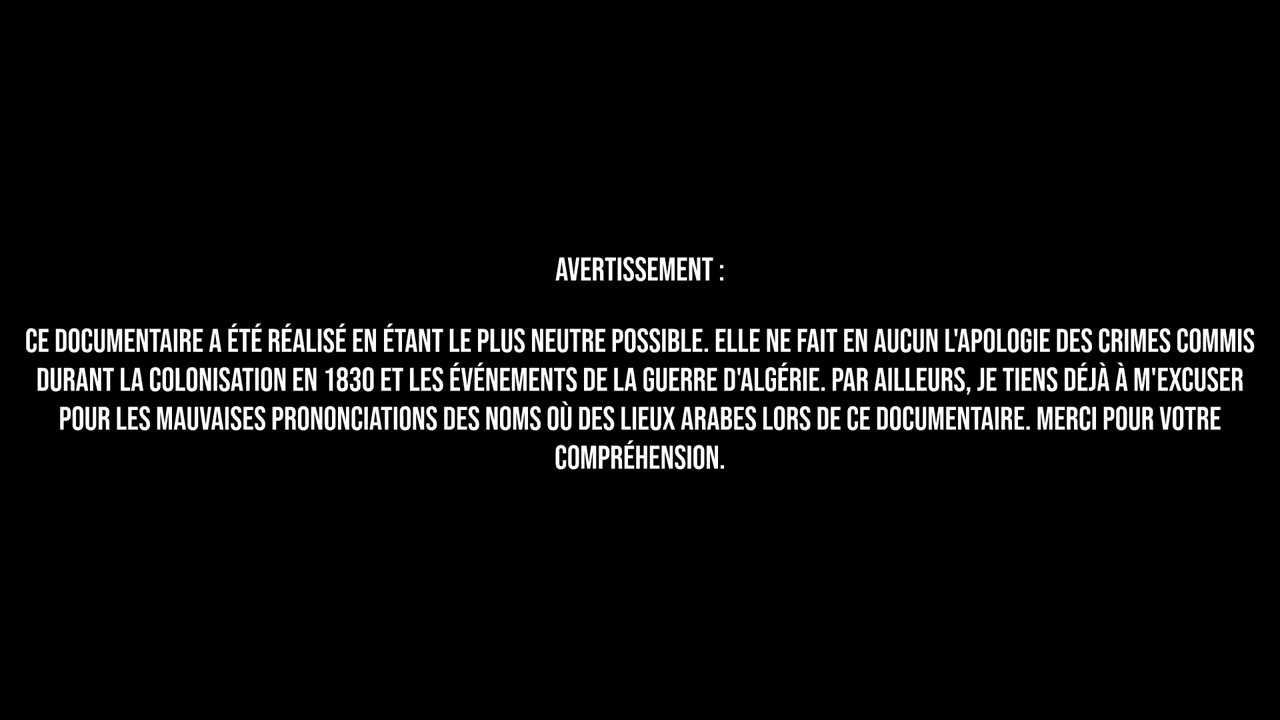 AVERTISSEMENT :
CE DOCUMENTAIRE A ÉTÉ RÉALISÉ EN ÉTANT LE PLUS NEUTRE POSSIBLE. ELLE NE FAIT EN AUCUN L'APOLOGIE DES CRIMES COMMIS
DURANT LA COLONISATION EN 1830 ET LES ÉVÉNEMENTS DE LA GUERRE D'ALGÉRIE. PAR AILLEURS, JE TIENS DÉJÀ À M'EXCUSER
POUR LES MAUVAISES PRONONCIATIONS DES NOMS OÙ DES LIEUX ARABES LORS DE CE DOCUMENTAIRE. MERCI POUR VOTRE
COMPRÉHENSION.